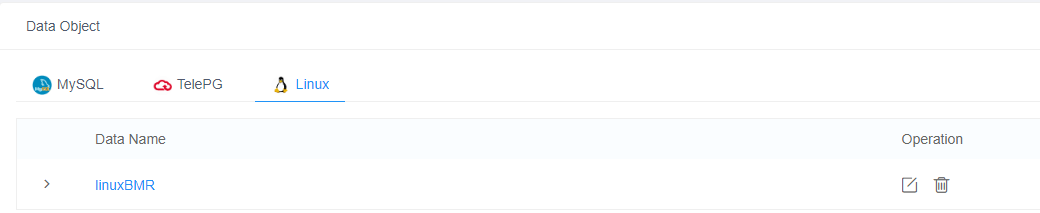 Data Object
MySQL TelePG Linux
Data Name Operation
linuxBMR